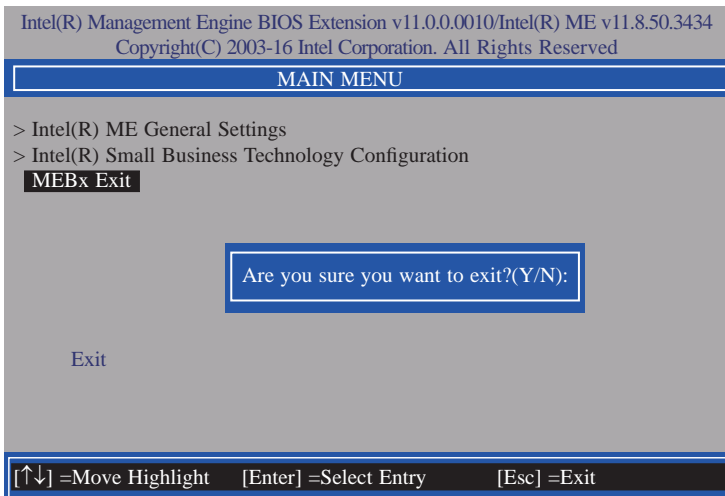 Intel(R) Management Engine BIOS Extension v11.0.0.0010/Intel(R) ME v11.8.50.3434
Copyright(C) 2003-16 Intel Corporation. All Rights Reserved
MAIN MENU
> Intel(R) ME General Settings
> Intel(R) Small Business Technology Configuration
MEBx Exit
Are you sure you want to exit?(Y/N):
Exit
[↑↓] =Move Highlight [Enter] =Select Entry [Esc] =Exit